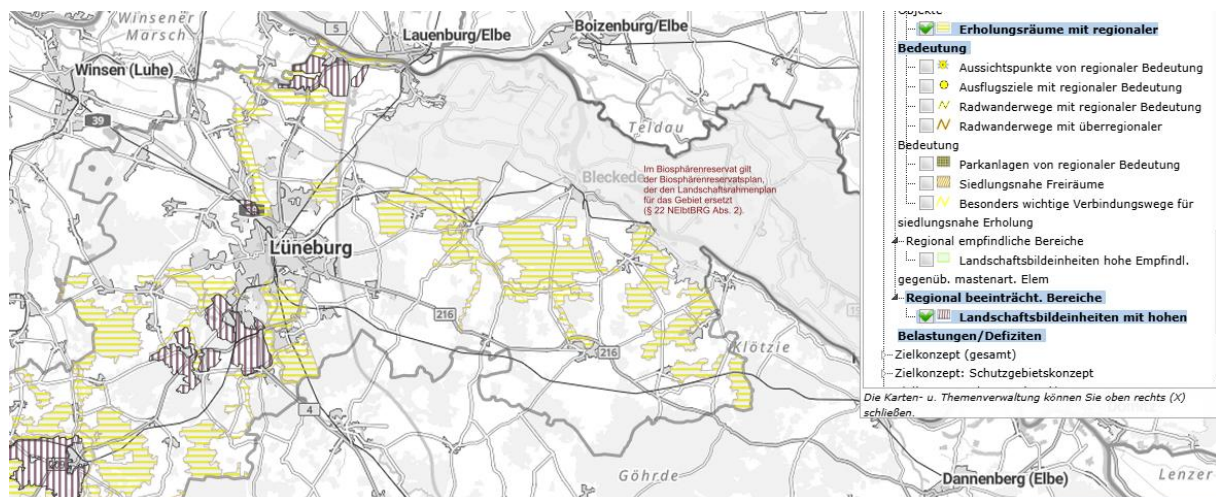 Winsener
Marsch
5
Lauenburg/Elbe
Boizenburg/Elbe
Winsen (Luhe)
39
Teldau
Bleckede
Im Biosphärenreservat gilt
der Biosphärenreservatsplan,
der den Landschaftsrahmenplan
für das Gebiet ersetzt
(§ 22 NElbtBRG Abs. 2).
Lüneburg
216
216
Klötzie
4
Göhrde
Dannenberg (Elbe)
Lenzer-
Objekte
Erholungsräume mit regionaler
Bedeutung
Aussichtspunkte von regionaler Bedeutung
Ausflugsziele mit regionaler Bedeutung
Radwanderwege mit regionaler Bedeutung
Radwanderwege mit überregionaler
Bedeutung
Parkanlagen von regionaler Bedeutung
Siedlungsnahe Freiräume
Besonders wichtige Verbindungswege für
siedlungsnahe Erholung
Regional empfindliche Bereiche
Landschaftsbildeinheiten hohe Empfindl.
gegenüb. mastenart. Elem
Regional beeinträcht. Bereiche
Landschaftsbildeinheiten mit hohen
Belastungen/Defiziten
Zielkonzept (gesamt)
Zielkonzept: Schutzgebietskonzept
Die Karten- u. Themenverwaltung können Sie oben rechts (X)
schließen.